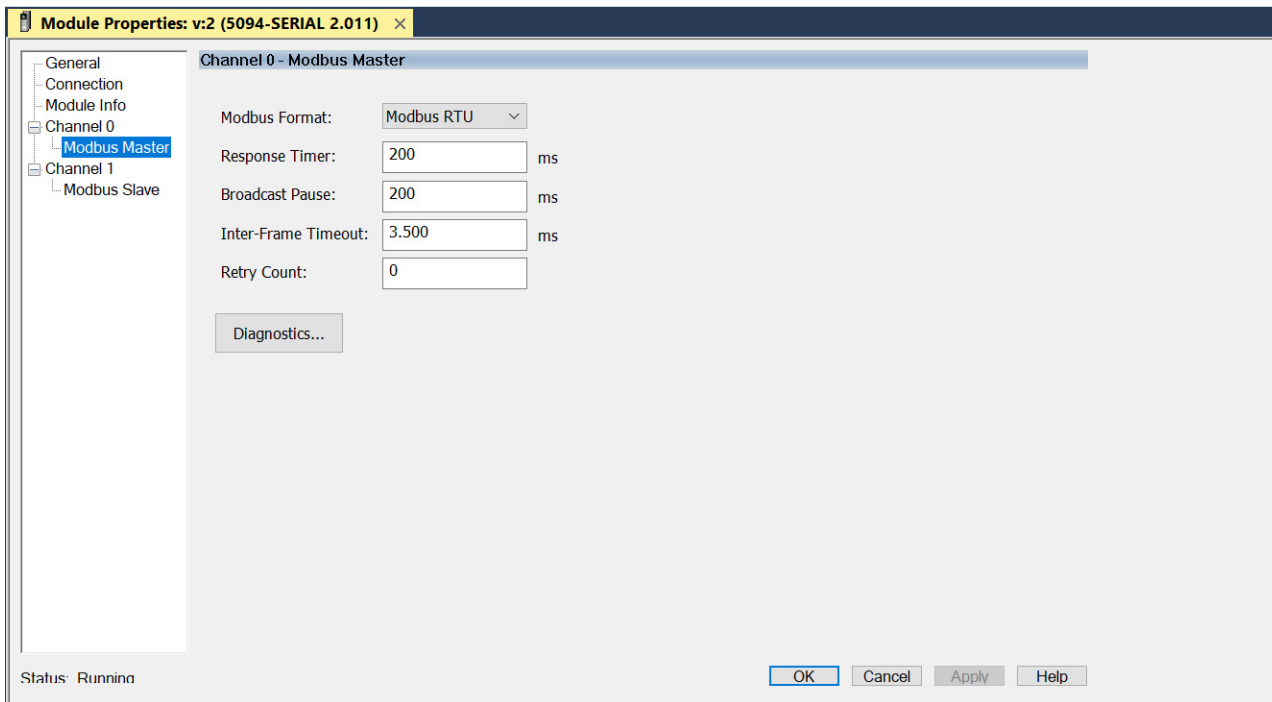 Module Properties: v:2 (5094-SERIAL 2.011) ×
General
Connection
Module Info
Channel 0
Modbus Master
Channel 1
Modbus Slave
Channel 0 - Modbus Master
Modbus Format: Modbus RTU
Response Timer: 200 ms
Broadcast Pause: 200 ms
Inter-Frame Timeout: 3.500 ms
Retry Count: 0
Diagnostics...
Status: Running
OK Cancel Apply Help